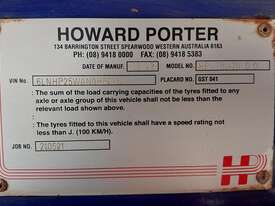 HOWARD PORTER
134 BARRINGTON STREET SPEARWOOD WESTERN AUSTRALIA 6163
PH (08) 9418 0000 FAX (08) 9418 5383
DATE OF MANUF. MODEL NO.
VIN No. PLACARD NO. GST 041
: The sum of the load carrying capacities of the tyres fitted to any
axle or axle group of this vehicle shall not be less than the
relevant load shown above.
: The tyres fitted to this vehicle shall have a speed rating not
less than J. (100 KM/H).
JOB NO. 210521
H